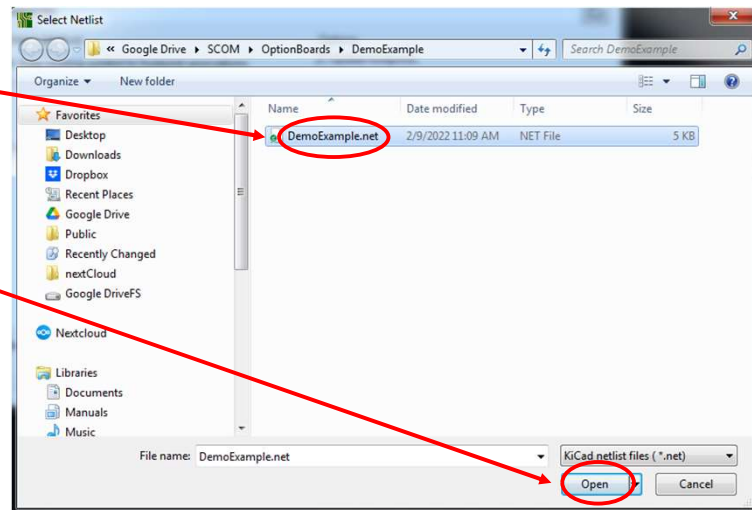 Select Netlist
« Google Drive ▸ SCOM ▸ OptionBoards ▸ DemoExample
Search DemoExample
Organize ▾ New folder
Name Date modified Type Size
DemoExample.net 2/9/2022 11:09 AM NET File 5 KB
Favorites
Desktop
Downloads
Dropbox
Recent Places
Google Drive
Public
Recently Changed
nextCloud
Google DriveFS
Nextcloud
Libraries
Documents
Manuals
Music
File name: DemoExample.net
KiCad netlist files ( *.net)
Open Cancel